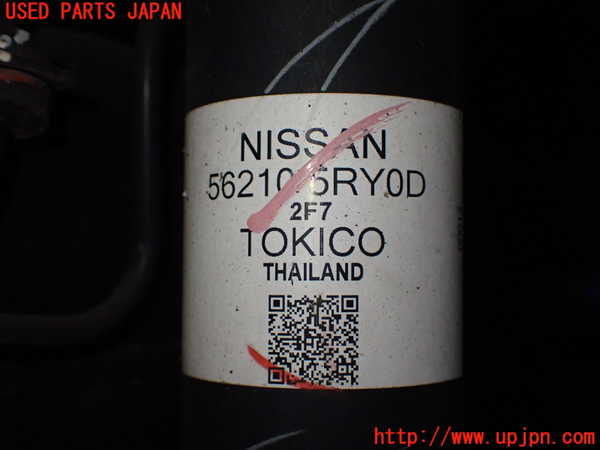 USED PARTS JAPAN
NISSAN
56210 5RY0D
2F7
TOKICO
THAILAND
http://www.upjpn.com/